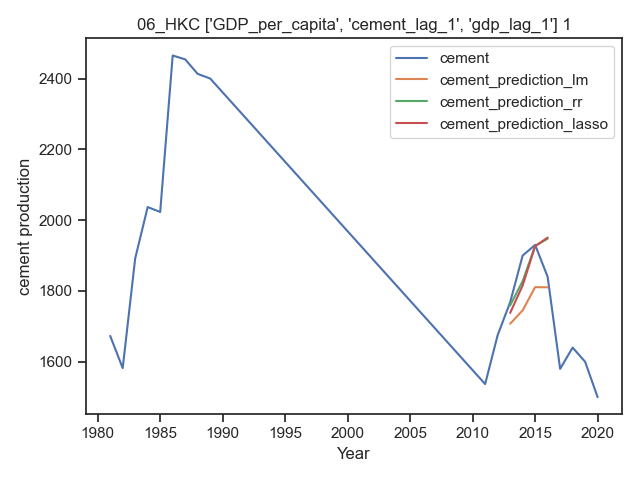 06_HKC ['GDP_per_capita', 'cement_lag_1', 'gdp_lag_1'] 1
cement
cement_prediction_lm
cement_prediction_rr
cement_prediction_lasso
cement production
2400
2200
2000
1800
1600
1980 1985 1990 1995 2000 2005 2010 2015 2020
Year